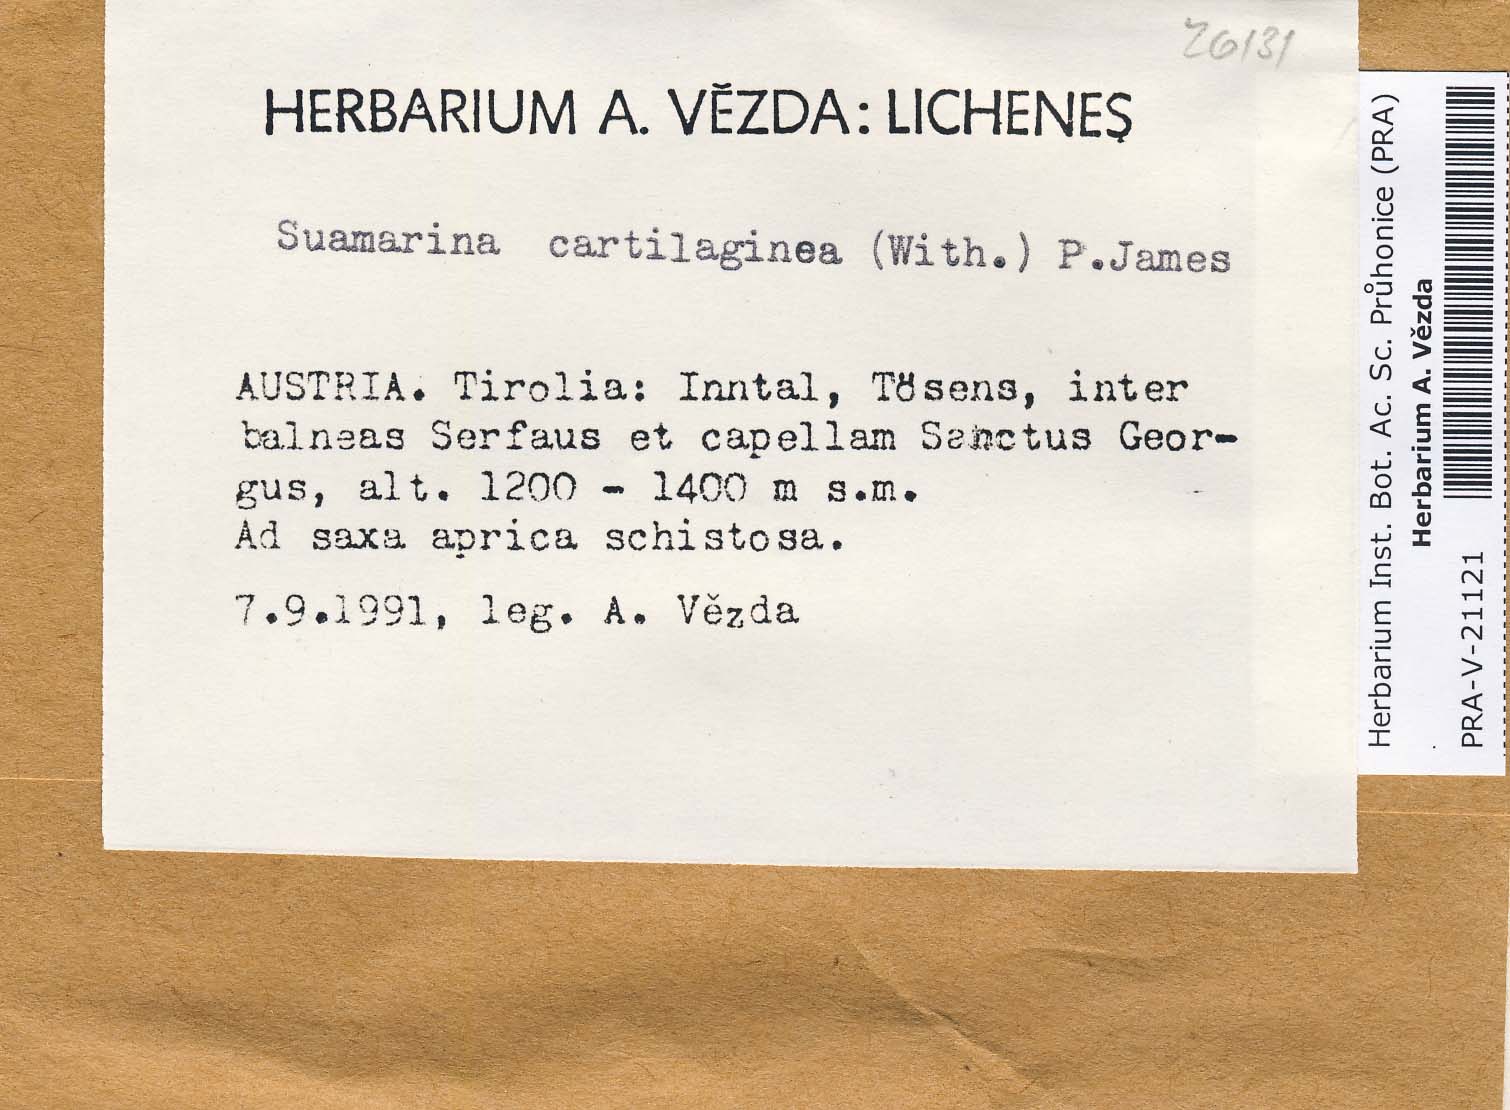 26131
HERBARIUM A. VĚZDA: LICHENES
Suamarina cartilaginea (With.) P.James
AUSTRIA. Tirolia: Inntal, Tösens, inter
balneas Serfaus et capellam Sanctus Geor-
gus, alt. 1200 - 1400 m s.m.
Ad saxa aprica schistosa.
7.9.1991, leg. A. Vězda
Herbarium Inst. Bot. Ac. Sc. Průhonice (PRA)
Herbarium A. Vězda
PRA-V-21121